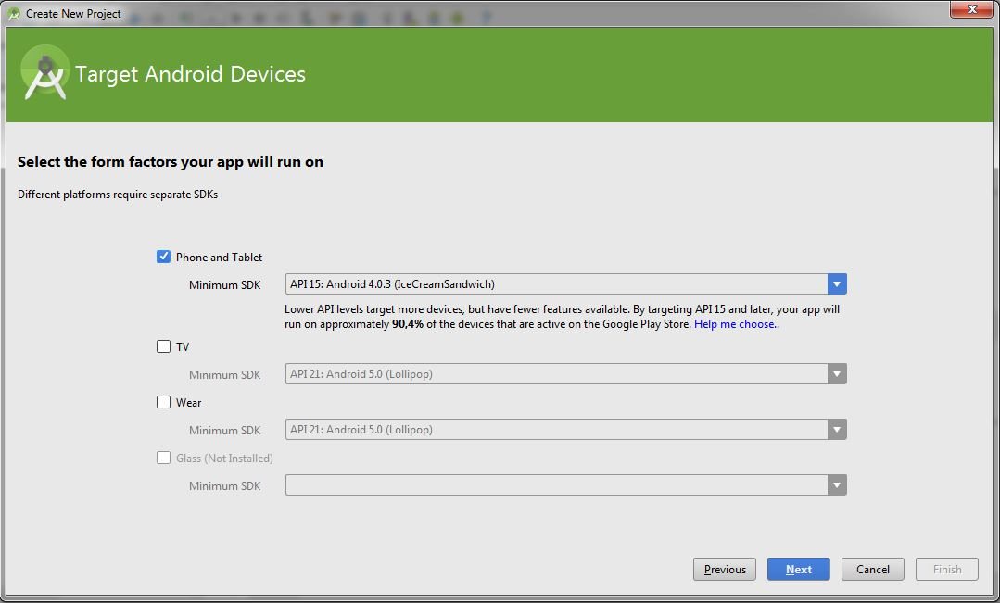 Create New Project
Target Android Devices
Select the form factors your app will run on
Different platforms require separate SDKs
Phone and Tablet
Minimum SDK API 15: Android 4.0.3 (IceCreamSandwich)
Lower API levels target more devices, but have fewer features available. By targeting API 15 and later, your app will
run on approximately 90,4% of the devices that are active on the Google Play Store. Help me choose..
TV
Minimum SDK API 21: Android 5.0 (Lollipop)
Wear
Minimum SDK API 21: Android 5.0 (Lollipop)
Glass (Not Installed)
Minimum SDK
Previous Next Cancel Finish